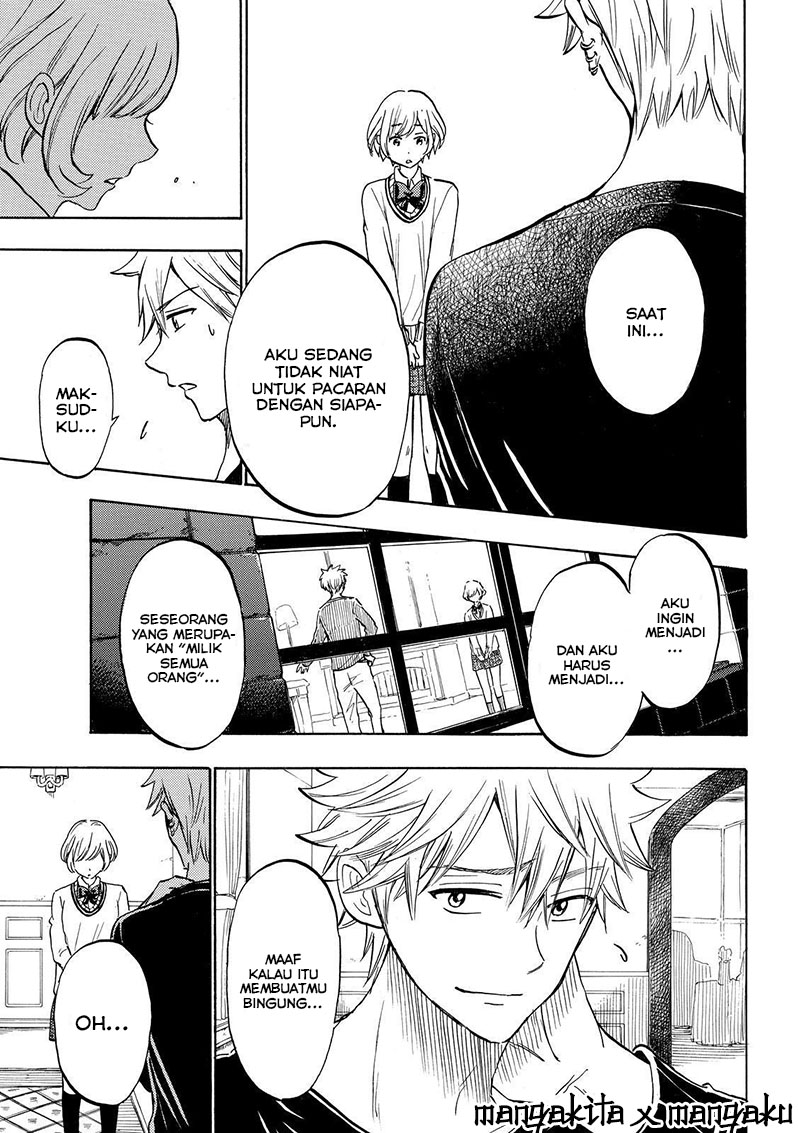 SAAT
INI...
AKU SEDANG
TIDAK NIAT
UNTUK PACARAN
DENGAN SIAPA-
PUN.
MAK-
SUD-
KU...
AKU
INGIN
MENJADI
...
DAN AKU
HARUS
MENJADI...
SESEORANG
YANG MERUPA-
KAN "MILIK
SEMUA
ORANG"...
MAAF
KALAU ITU
MEMBUATMU
BINGUNG...
OH...
mangakita x mangaku